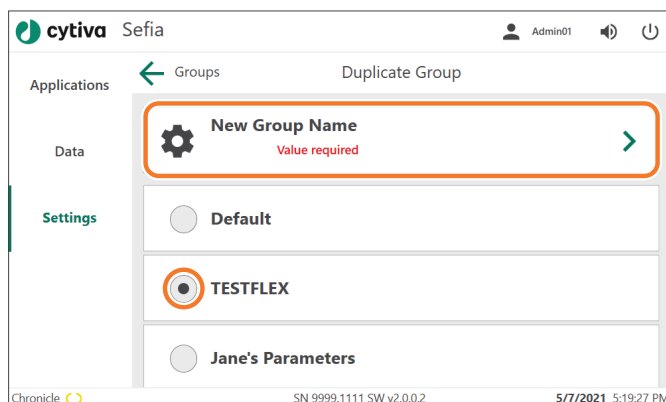 cytiva Sefia Admin01
Applications
Data
Settings
Groups Duplicate Group
New Group Name
Value required
Default
TESTFLEX
Jane's Parameters
Chronicle SN 9999.1111 SW v2.0.0.2 5/7/2021 5:19:27 PM